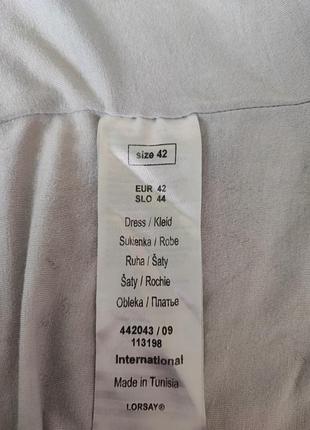 size 42
EUR 42
SLO 44
Dress / Kleid
Sukienka / Robe
Ruha / Šaty
Šaty / Rochie
Obleka / Платье
442043 / 09
113198
International
Made in Tunisia
LORSAY®